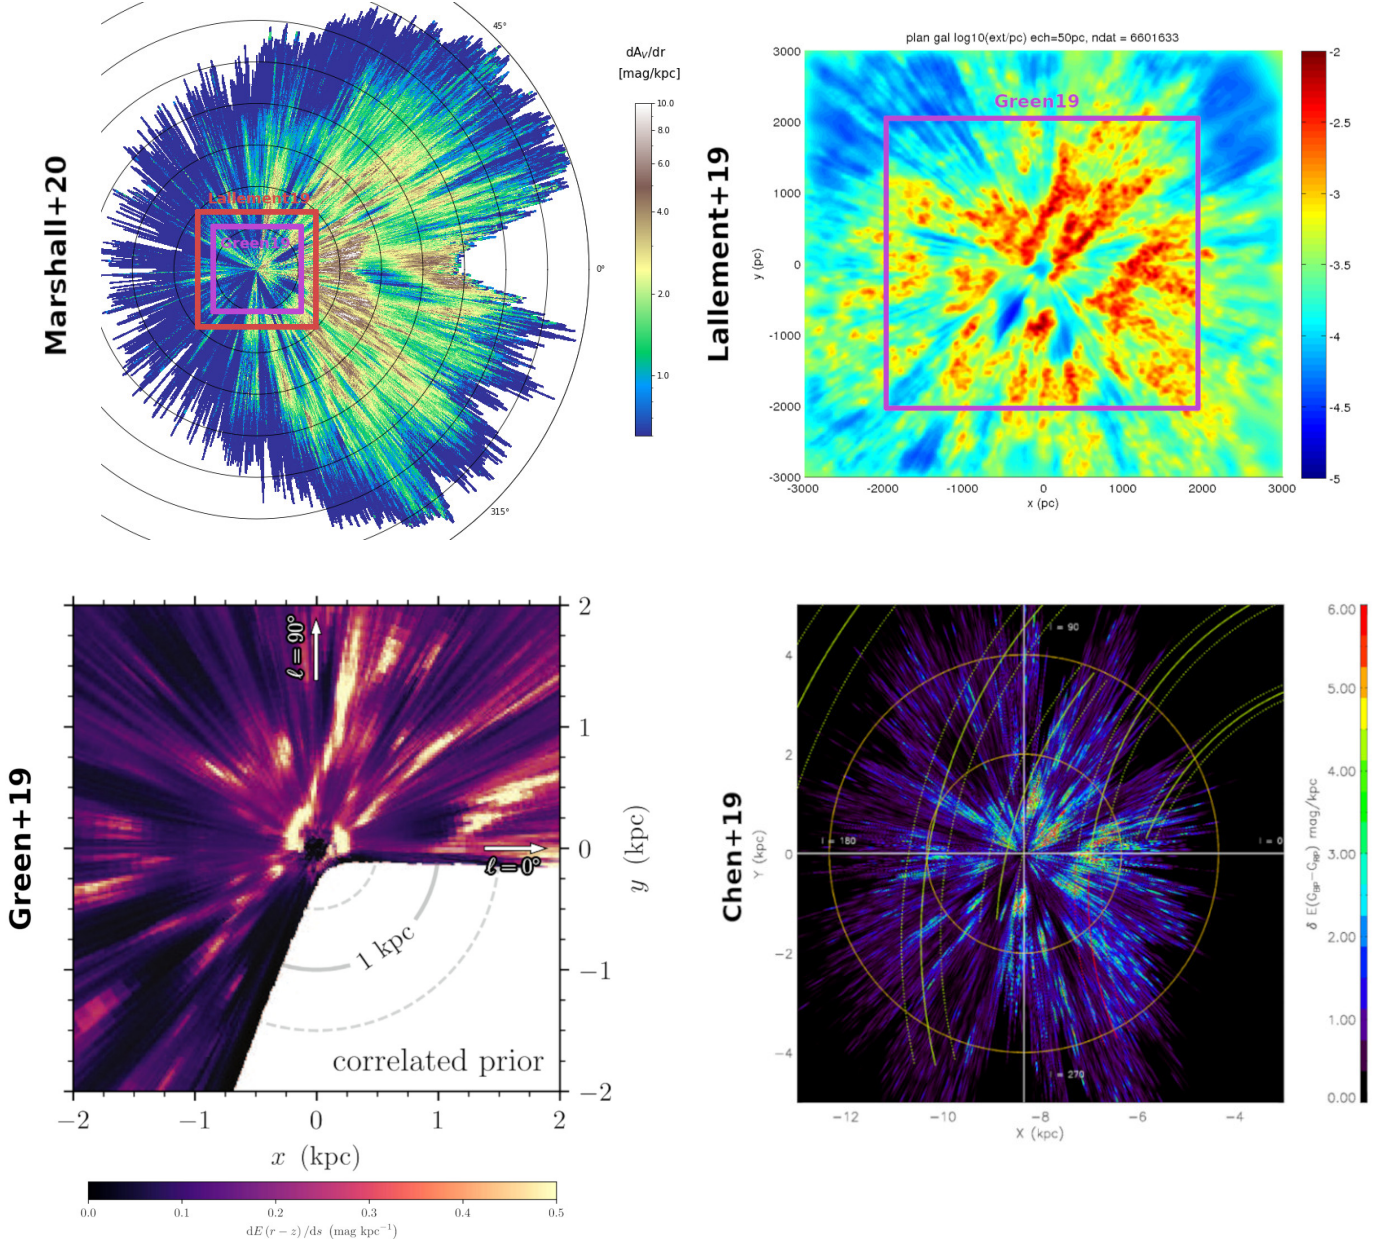 Marshall+20
45°
0°
315°
Lallement19
Green19
dAV/dr
[mag/kpc]
10.0
8.0
6.0
4.0
2.0
1.0
Lallement+19
plan gal log10(ext/pc) ech=50pc, ndat = 6601633
Green19
3000
2000
1000
0
-1000
-2000
-3000
y (pc)
-3000
-2000
-1000
0
1000
2000
3000
x (pc)
-2
-2.5
-3
-3.5
-4
-4.5
-5
Green+19
ℓ = 90°
ℓ = 0°
1 kpc
correlated prior
2
1
0
−1
−2
y (kpc)
−2
−1
0
1
2
x (kpc)
0.0
0.1
0.2
0.3
0.4
0.5
dE (r − z) /ds (mag kpc⁻¹)
Chen+19
l = 90
l = 180
l = 0
l = 270
4
2
0
−2
−4
Y (kpc)
−12
−10
−8
−6
−4
X (kpc)
6.00
5.00
4.00
3.00
2.00
1.00
0.00
δ E(GBP−GRP) mag/kpc